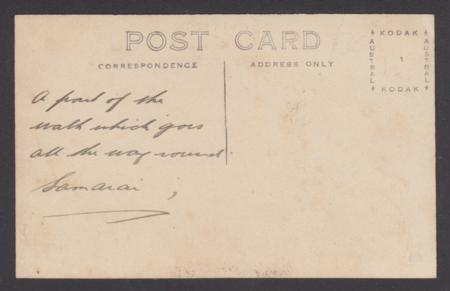 POST CARD
CORRESPONDENCE
ADDRESS ONLY
KODAK
AUSTRAL
AUSTRAL
KODAK
A part of the
walk which goes
all the way round
Samarai,